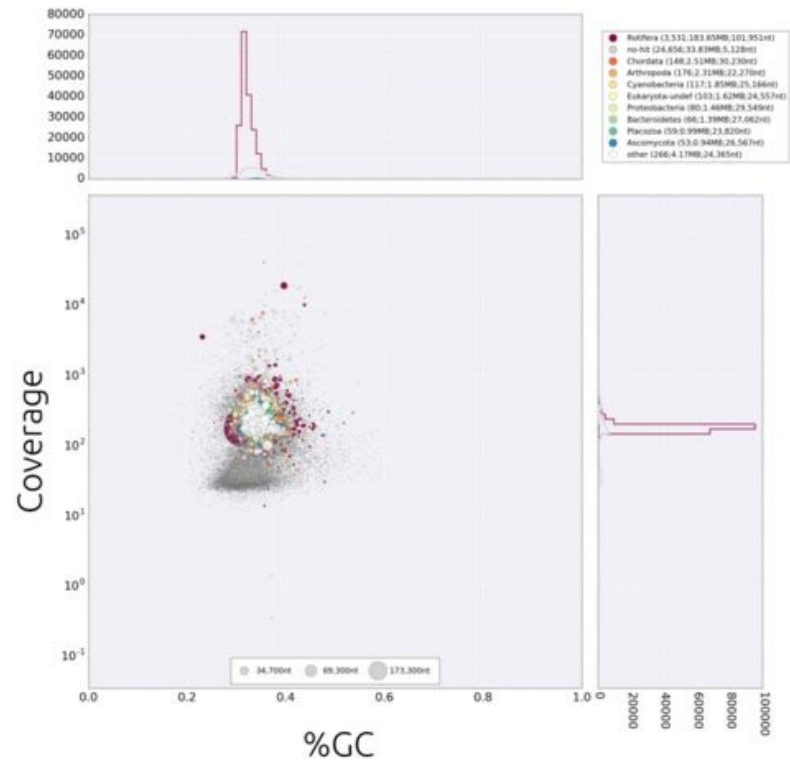 80000
70000
60000
50000
40000
30000
20000
10000
0
Rotifera (3,531;183.65MB;101,951nt)
no-hit (24,656;33.83MB;5,128nt)
Chordata (148;2.51MB;30,230nt)
Arthropoda (176;2.31MB;22,270nt)
Cyanobacteria (117;1.85MB;25,166nt)
Eukaryota-undef (103;1.62MB;24,557nt)
Proteobacteria (80;1.46MB;29,549nt)
Bacteroidetes (66;1.39MB;27,062nt)
Placozoa (59;0.99MB;23,820nt)
Ascomycota (53;0.94MB;26,567nt)
other (266;4.17MB;24,365nt)
Coverage
10⁵
10⁴
10³
10²
10¹
10⁰
10⁻¹
34,700nt 69,300nt 173,300nt
0.0 0.2 0.4 0.6 0.8 1.0
0 20000 40000 60000 80000 100000
%GC